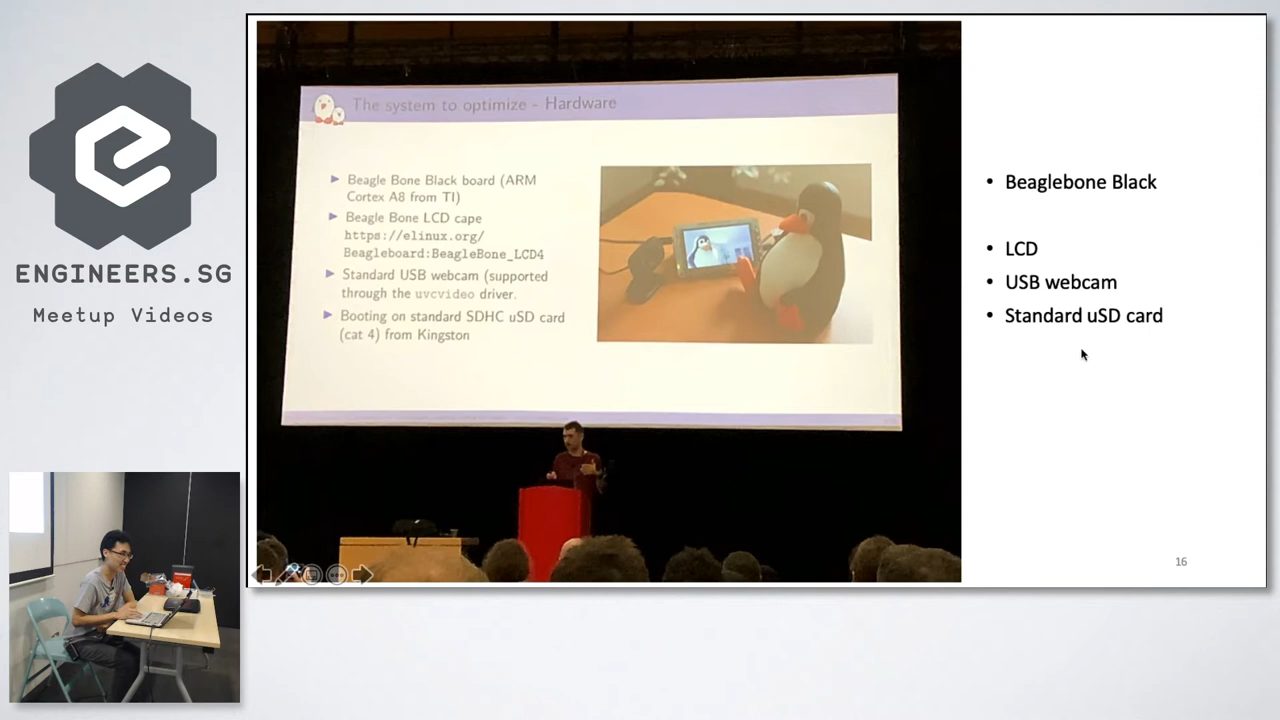 ENGINEERS.SG
Meetup Videos
The system to optimize - Hardware
Beagle Bone Black board (ARM
Cortex A8 from TI)
Beagle Bone LCD cape
https://elinux.org/
Beagleboard:BeagleBone_LCD4
Standard USB webcam (supported
through the uvcvideo driver.
Booting on standard SDHC uSD card
(cat 4) from Kingston
• Beaglebone Black
• LCD
• USB webcam
• Standard uSD card
16